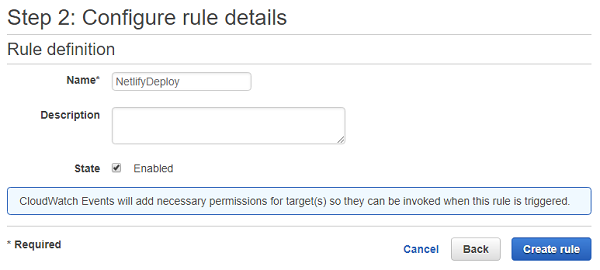 Step 2: Configure rule details
Rule definition
Name* NetlifyDeploy
Description
State Enabled
CloudWatch Events will add necessary permissions for target(s) so they can be invoked when this rule is triggered.
* Required Cancel Back Create rule